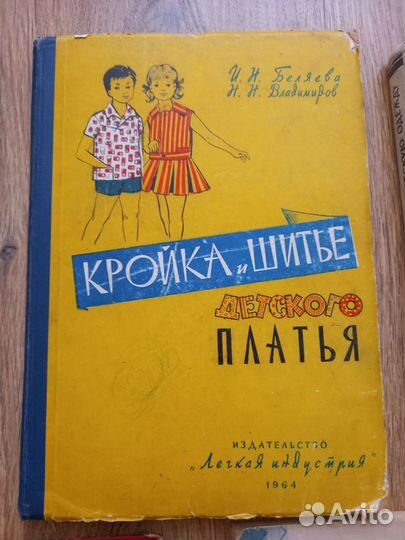 И. Н. Беляева
Н. Н. Владимиров
КРОЙКА и ШИТЬЕ
ДЕТСКОГО
ПЛАТЬЯ
ИЗДАТЕЛЬСТВО
„Легкая индустрия"
1964
Avito